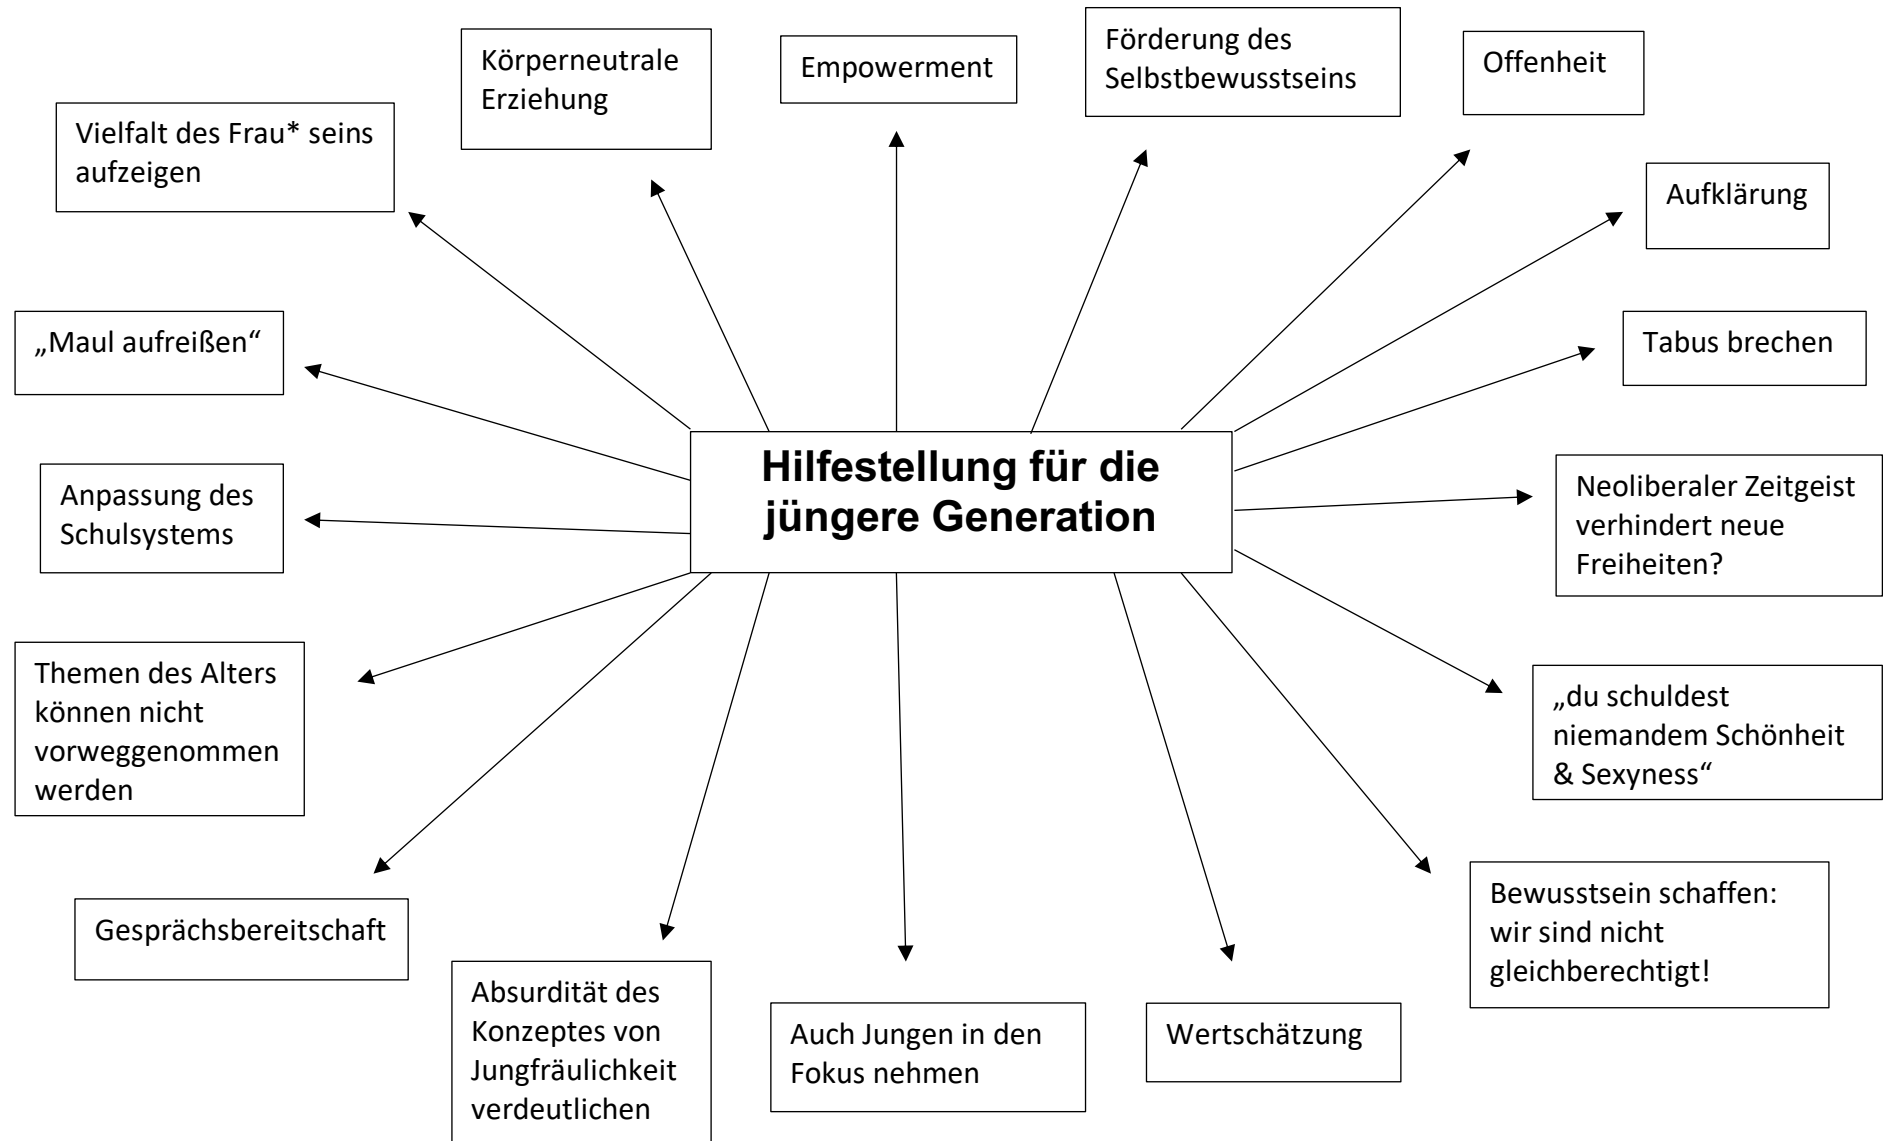 Förderung des
Selbstbewusstseins
Offenheit
Körperneutrale
Erziehung
Empowerment
Vielfalt des Frau* seins
aufzeigen
Aufklärung
„Maul aufreißen“
Tabus brechen
Hilfestellung für die
jüngere Generation
Anpassung des
Schulsystems
Neoliberaler Zeitgeist
verhindert neue
Freiheiten?
Themen des Alters
können nicht
vorweggenommen
werden
„du schuldest
niemandem Schönheit
& Sexyness“
Gesprächsbereitschaft
Bewusstsein schaffen:
wir sind nicht
gleichberechtigt!
Absurdität des
Konzeptes von
Jungfräulichkeit
verdeutlichen
Auch Jungen in den
Fokus nehmen
Wertschätzung